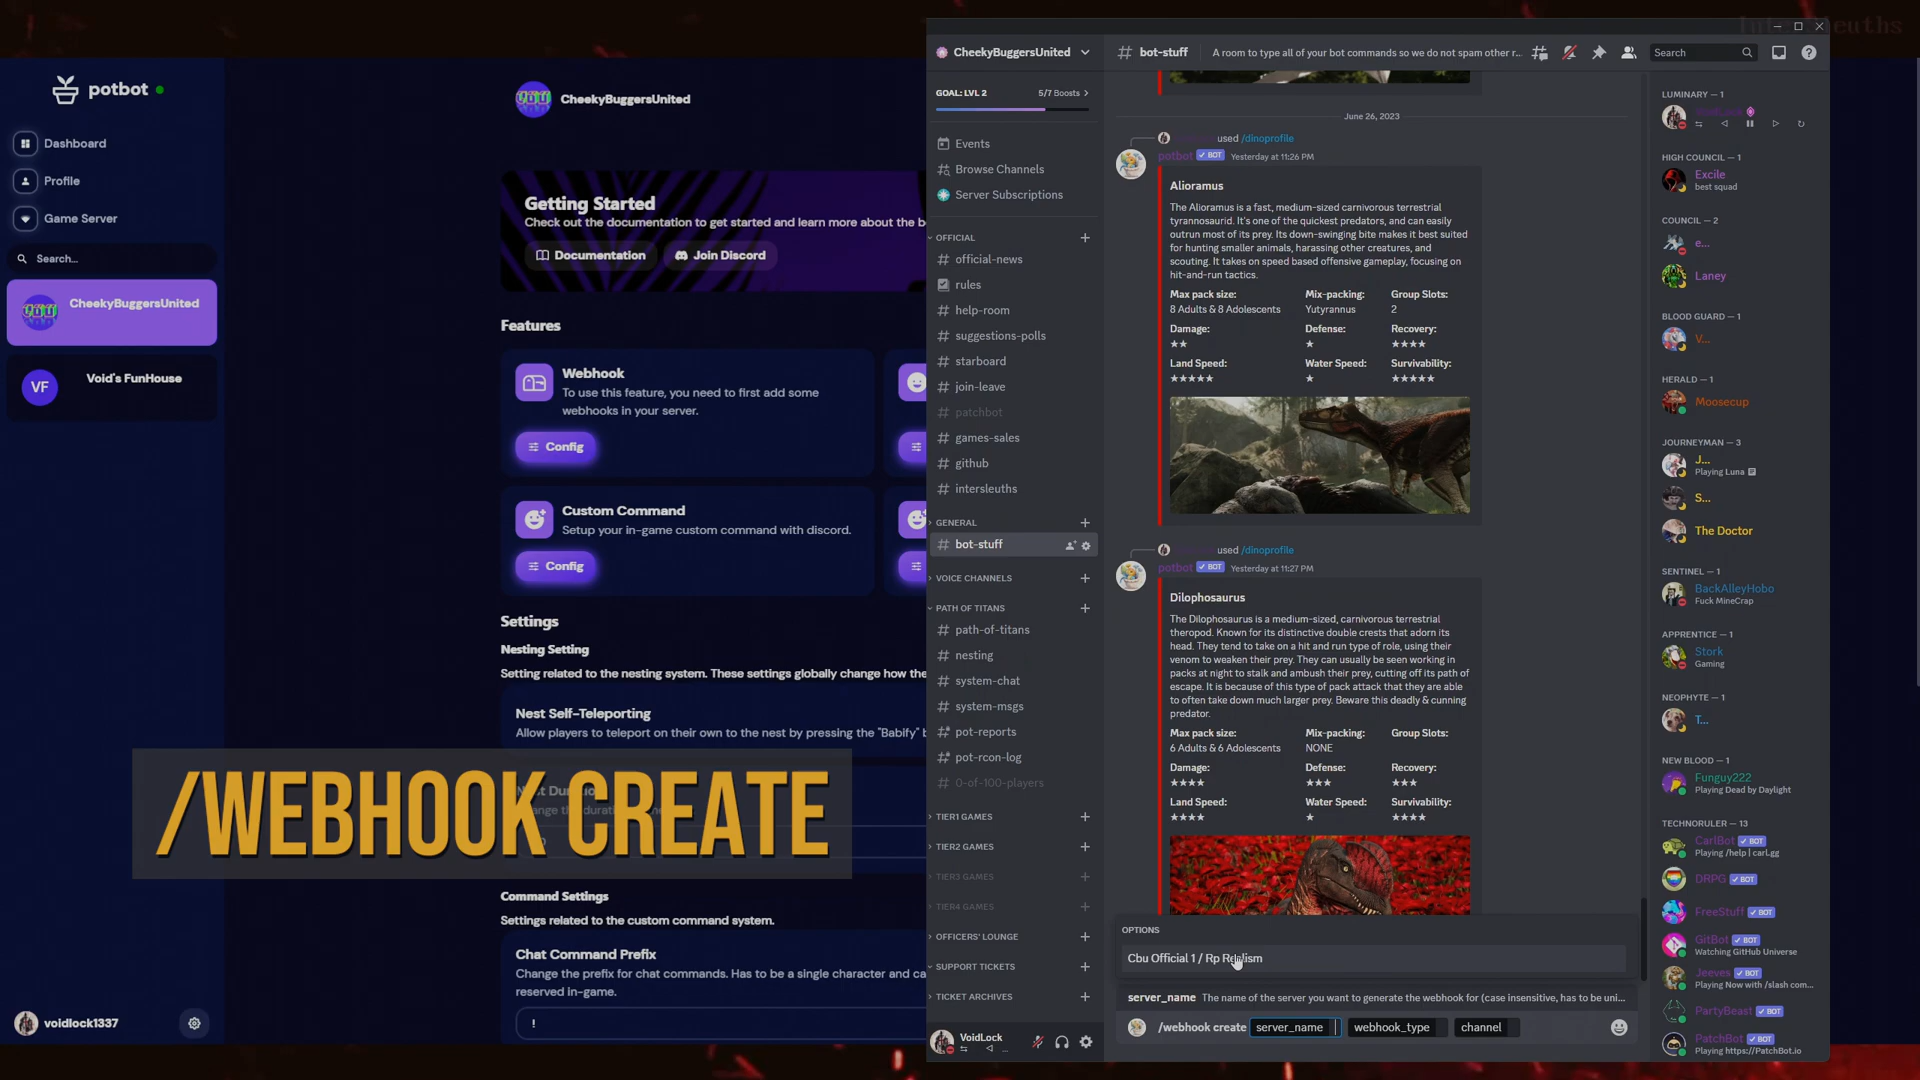 potbot
Dashboard
Profile
Game Server
Search...
CheekyBuggersUnited
VF
Void's FunHouse
voidlock1337
CheekyBuggersUnited
Getting Started
Check out the documentation to get started and learn more about the b
Documentation
Join Discord
Features
Webhook
To use this feature, you need to first add some
webhooks in your server.
Config
Custom Command
Setup your in-game custom command with discord.
Config
Settings
Nesting Setting
Setting related to the nesting system. These settings globally change how the
Nest Self-Teleporting
Allow players to teleport on their own to the nest by pressing the "Babify" b
/WEBHOOK CREATE
Command Settings
Settings related to the custom command system.
Chat Command Prefix
Change the prefix for chat commands. Has to be a single character and ca
reserved in-game.
!
CheekyBuggersUnited
GOAL: LVL 2
5/7 Boosts
Events
Browse Channels
Server Subscriptions
OFFICIAL
official-news
rules
help-room
suggestions-polls
starboard
join-leave
patchbot
games-sales
github
intersleuths
GENERAL
bot-stuff
VOICE CHANNELS
PATH OF TITANS
path-of-titans
nesting
system-chat
system-msgs
pot-reports
pot-rcon-log
0-of-100-players
TIER1 GAMES
TIER2 GAMES
TIER3 GAMES
TIER4 GAMES
OFFICERS' LOUNGE
SUPPORT TICKETS
TICKET ARCHIVES
VoidLock
bot-stuff
A room to type all of your bot commands so we do not spam other r...
Search
June 26, 2023
used /dinoprofile
potbot BOT Yesterday at 11:26 PM
Alioramus
The Alioramus is a fast, medium-sized carnivorous terrestrial
tyrannosaurid. It's one of the quickest predators, and can easily
outrun most of its prey. Its down-swinging bite makes it best suited
for hunting smaller animals, harassing other creatures, and
scouting. It takes on speed based offensive gameplay, focusing on
hit-and-run tactics.
Max pack size: Mix-packing: Group Slots:
8 Adults & 8 Adolescents Yutyrannus 2
Damage: Defense: Recovery:
★★ ★ ★★★★
Land Speed: Water Speed: Survivability:
★★★★★ ★ ★★★★★
used /dinoprofile
potbot BOT Yesterday at 11:27 PM
Dilophosaurus
The Dilophosaurus is a medium-sized, carnivorous terrestrial
theropod. Known for its distinctive double crests that adorn its
head. They tend to take on a hit and run type of role, using their
venom to weaken their prey. They can usually be seen working in
packs at night to stalk and ambush their prey, cutting off its path of
escape. It is because of this type of pack attack that they are able
to often take down much larger prey. Beware this deadly & cunning
predator.
Max pack size: Mix-packing: Group Slots:
6 Adults & 6 Adolescents NONE
Damage: Defense: Recovery:
★★★★ ★★★ ★★★
Land Speed: Water Speed: Survivability:
★★★★ ★ ★★★★
OPTIONS
Cbu Official 1 / Rp Realism
server_name The name of the server you want to generate the webhook for (case insensitive, has to be uni...
/webhook create server_name webhook_type channel
LUMINARY — 1
VoidLock
HIGH COUNCIL — 1
Excile
best squad
COUNCIL — 2
e...
Laney
BLOOD GUARD — 1
V...
HERALD — 1
Moosecup
JOURNEYMAN — 3
J...
Playing Luna
S...
The Doctor
SENTINEL — 1
BackAlleyHobo
Fuck MineCrap
APPRENTICE — 1
Stork
Gaming
NEOPHYTE — 1
T...
NEW BLOOD — 1
Funguy222
Playing Dead by Daylight
TECHNORULER — 13
CarlBot BOT
Playing /help | carl.gg
DRPG BOT
FreeStuff BOT
GitBot BOT
Watching GitHub Universe
Jeeves BOT
Playing Now with /slash com...
PartyBeast BOT
PatchBot BOT
Playing https://PatchBot.io